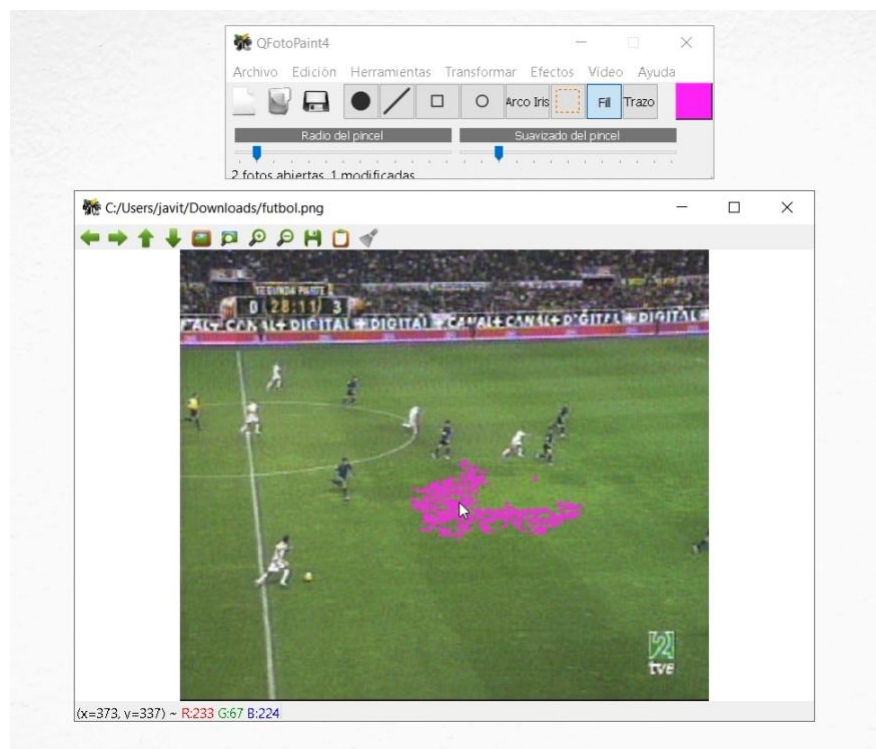 QFotoPaint4
Archivo Edición Herramientas Transformar Efectos Vídeo Ayuda
Arco Iris Fill Trazo
Radio del pincel Suavizado del pincel
2 fotos abiertas, 1 modificadas
C:/Users/javit/Downloads/futbol.png
SEGUNDA PARTE
0 28:11 3
CANAL+ DIGITAL + DIGITAL +CANAL+ CANAL+ DIGITAL + DIGITAL+
2
tve
(x=373, y=337) ~ R:233 G:67 B:224